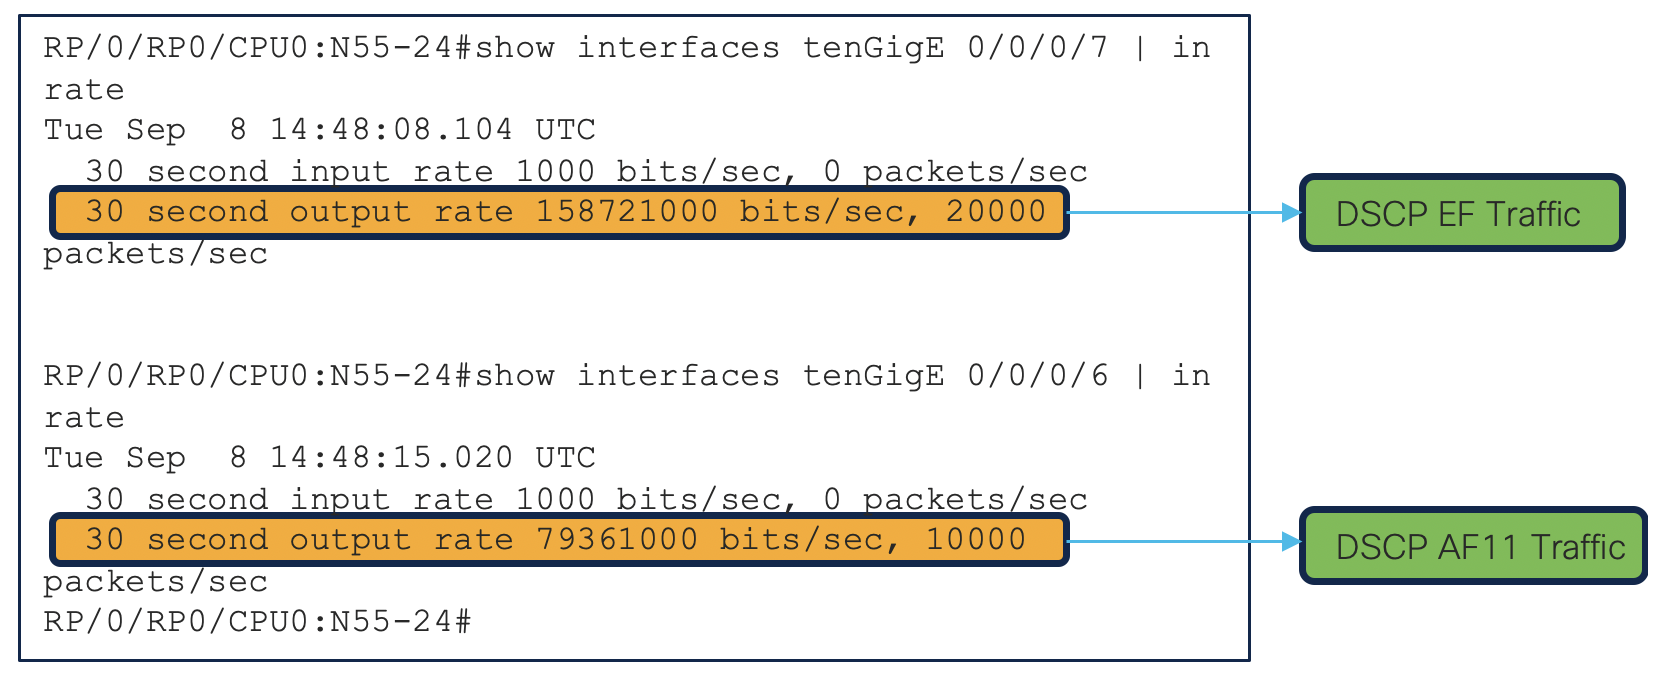 RP/0/RP0/CPU0:N55-24#show interfaces tenGigE 0/0/0/7 | in
rate
Tue Sep  8 14:48:08.104 UTC
  30 second input rate 1000 bits/sec, 0 packets/sec
  30 second output rate 158721000 bits/sec, 20000
packets/sec
DSCP EF Traffic
RP/0/RP0/CPU0:N55-24#show interfaces tenGigE 0/0/0/6 | in
rate
Tue Sep  8 14:48:15.020 UTC
  30 second input rate 1000 bits/sec, 0 packets/sec
  30 second output rate 79361000 bits/sec, 10000
packets/sec
RP/0/RP0/CPU0:N55-24#
DSCP AF11 Traffic